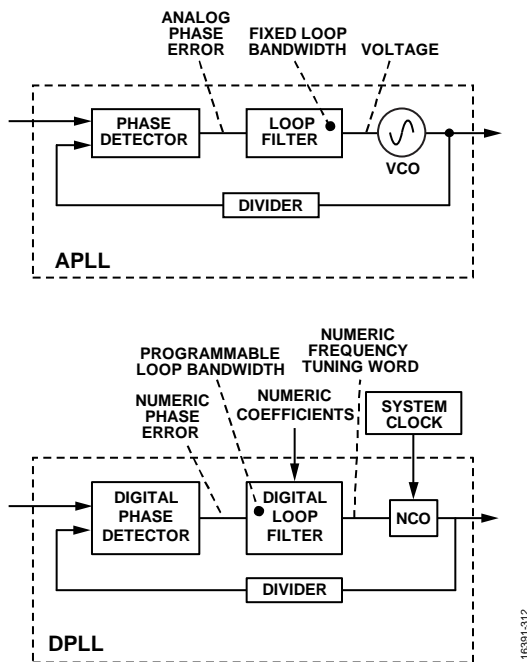 ANALOG
PHASE
ERROR
FIXED LOOP
BANDWIDTH
VOLTAGE
PHASE
DETECTOR
LOOP
FILTER
VCO
DIVIDER
APLL
PROGRAMMABLE
LOOP BANDWIDTH
NUMERIC
PHASE
ERROR
NUMERIC
COEFFICIENTS
NUMERIC
FREQUENCY
TUNING WORD
SYSTEM
CLOCK
DIGITAL
PHASE
DETECTOR
DIGITAL
LOOP
FILTER
NCO
DIVIDER
DPLL
16391-312